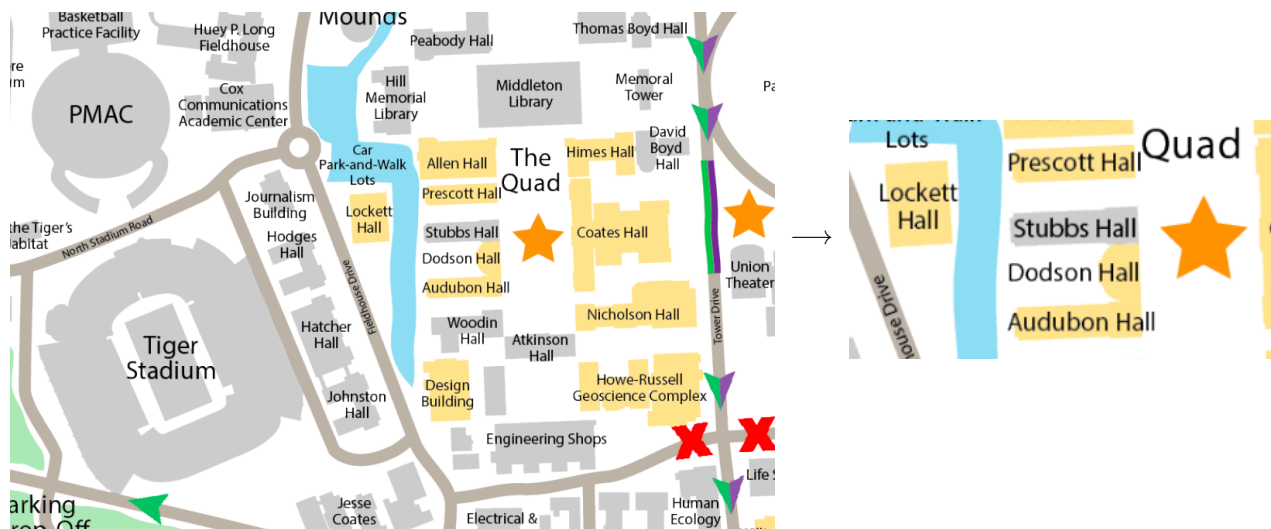 Mounds
Basketball
Practice Facility
Huey P. Long
Fieldhouse
Peabody Hall
Thomas Boyd Hall
PMAC
Cox
Communications
Academic Center
Hill
Memorial
Library
Middleton
Library
Memoral
Tower
David
Boyd
Hall
Car
Park-and-Walk
Lots
Allen Hall
The
Quad
Himes Hall
Prescott Hall
Journalism
Building
Lockett
Hall
the Tiger's
North Stadium Road
Hodges
Hall
Stubbs Hall
Coates Hall
Dodson Hall
Audubon Hall
Union
Theater
Fieldhouse Drive
Tower Drive
Nicholson Hall
Hatcher
Hall
Woodin
Hall
Atkinson
Hall
Tiger
Stadium
Design
Building
Howe-Russell
Geoscience Complex
Johnston
Hall
Engineering Shops
Life
Jesse
Coates
Electrical &
Human
Ecology
Lots
Quad
Prescott Hall
Lockett
Hall
Stubbs Hall
Dodson Hall
Audubon Hall
Drive